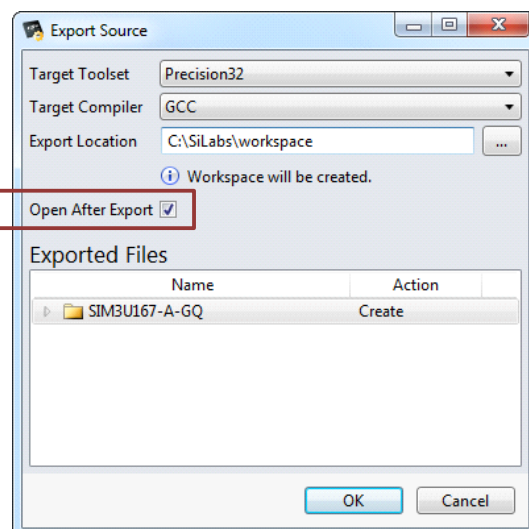 Export Source
Target Toolset Precision32
Target Compiler GCC
Export Location C:\SiLabs\workspace ...
Workspace will be created.
Open After Export
Exported Files
Name Action
SIM3U167-A-GQ Create
OK Cancel